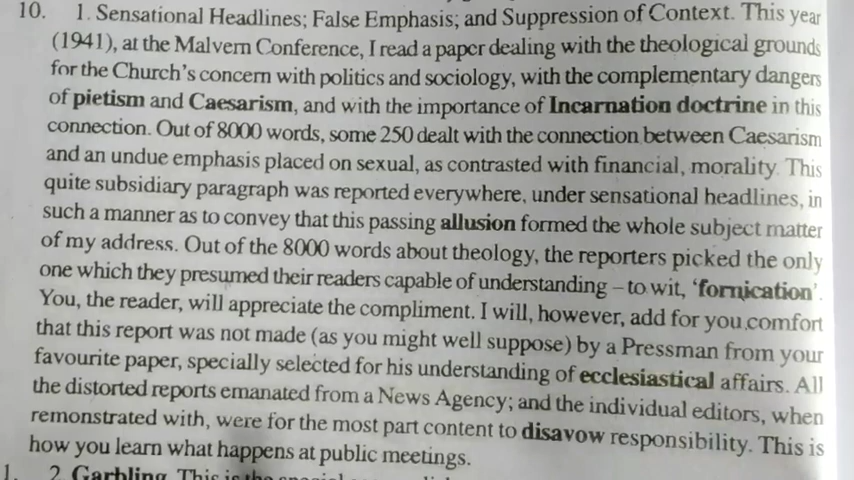 10. 1. Sensational Headlines; False Emphasis; and Suppression of Context. This year
(1941), at the Malvern Conference, I read a paper dealing with the theological grounds
for the Church's concern with politics and sociology, with the complementary dangers
of pietism and Caesarism, and with the importance of Incarnation doctrine in this
connection. Out of 8000 words, some 250 dealt with the connection between Caesarism
and an undue emphasis placed on sexual, as contrasted with financial, morality. This
quite subsidiary paragraph was reported everywhere, under sensational headlines, in
such a manner as to convey that this passing allusion formed the whole subject matter
of my address. Out of the 8000 words about theology, the reporters picked the only
one which they presumed their readers capable of understanding – to wit, 'fornication'.
You, the reader, will appreciate the compliment. I will, however, add for you comfort
that this report was not made (as you might well suppose) by a Pressman from your
favourite paper, specially selected for his understanding of ecclesiastical affairs. All
the distorted reports emanated from a News Agency; and the individual editors, when
remonstrated with, were for the most part content to disavow responsibility. This is
how you learn what happens at public meetings.
1. 2. Garbling. This is the special